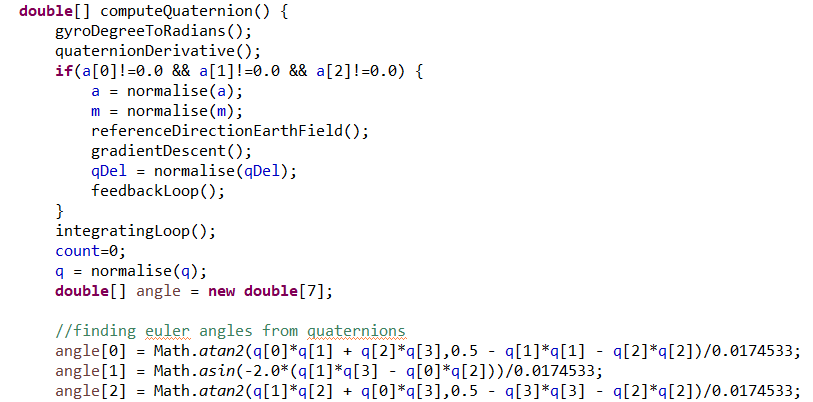 double[] computeQuaternion() {
gyroDegreeToRadians();
quaternionDerivative();
if(a[0]!=0.0 && a[1]!=0.0 && a[2]!=0.0) {
a = normalise(a);
m = normalise(m);
referenceDirectionEarthField();
gradientDescent();
qDel = normalise(qDel);
feedbackLoop();
}
integratingLoop();
count=0;
q = normalise(q);
double[] angle = new double[7];
//finding euler angles from quaternions
angle[0] = Math.atan2(q[0]*q[1] + q[2]*q[3],0.5 - q[1]*q[1] - q[2]*q[2])/0.0174533;
angle[1] = Math.asin(-2.0*(q[1]*q[3] - q[0]*q[2]))/0.0174533;
angle[2] = Math.atan2(q[1]*q[2] + q[0]*q[3],0.5 - q[3]*q[3] - q[2]*q[2])/0.0174533;